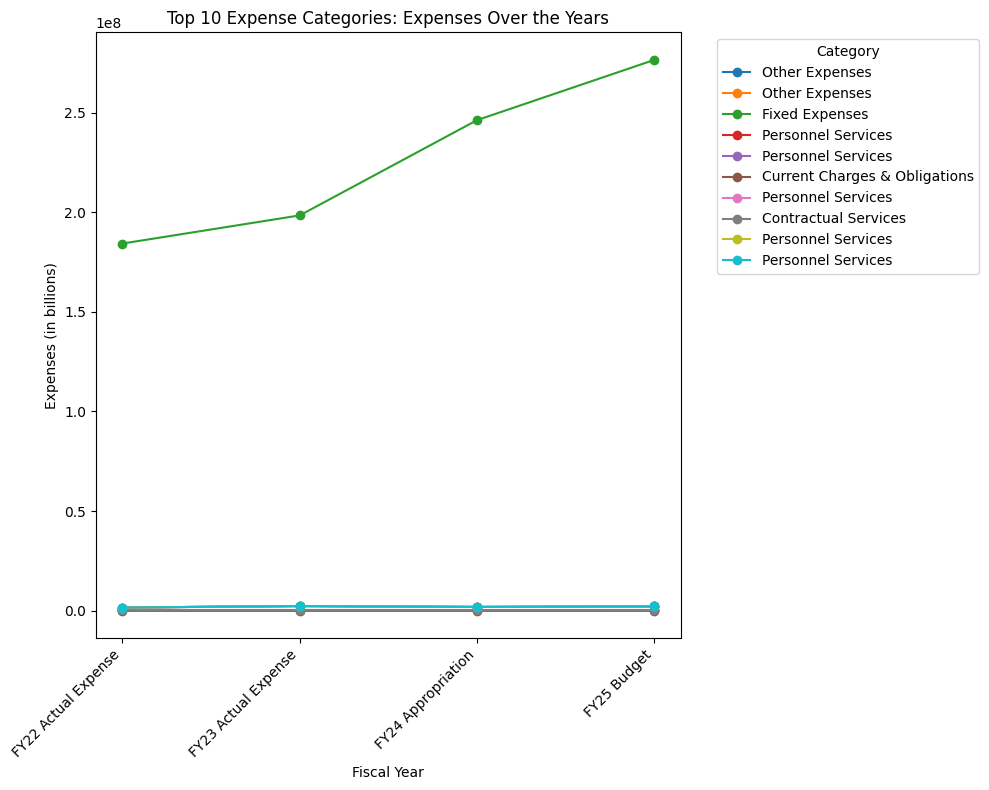 Top 10 Expense Categories: Expenses Over the Years
1e8
2.5
2.0
1.5
1.0
0.5
0.0
Expenses (in billions)
FY22 Actual Expense
FY23 Actual Expense
FY24 Appropriation
FY25 Budget
Fiscal Year
Category
Other Expenses
Other Expenses
Fixed Expenses
Personnel Services
Personnel Services
Current Charges & Obligations
Personnel Services
Contractual Services
Personnel Services
Personnel Services